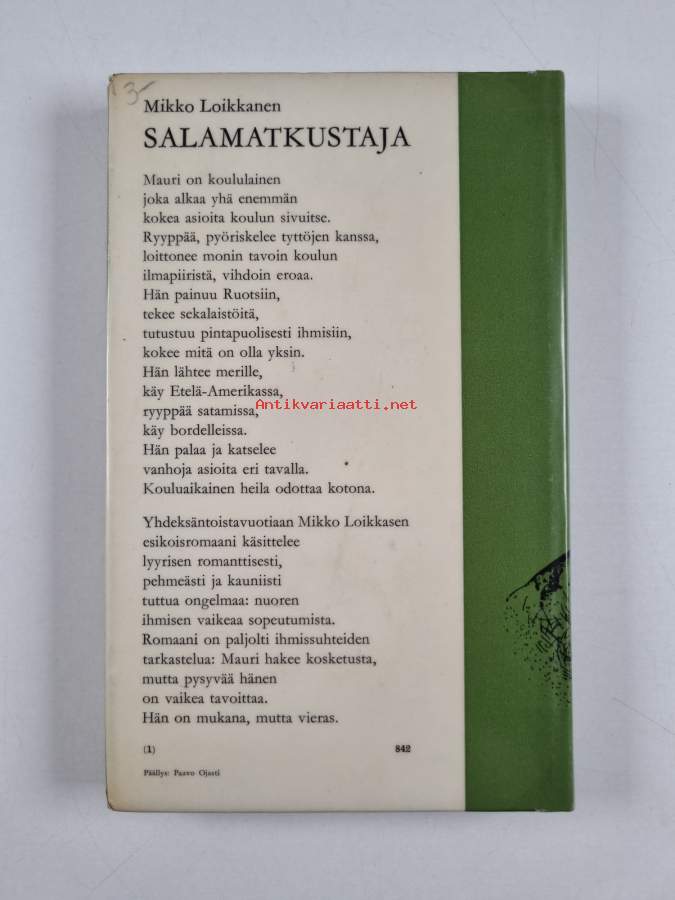 3-
Mikko Loikkanen
SALAMATKUSTAJA
Mauri on koululainen
joka alkaa yhä enemmän
kokea asioita koulun sivuitse.
Ryyppää, pyöriskelee tyttöjen kanssa,
loittonee monin tavoin koulun
ilmapiiristä, vihdoin eroaa.
Hän painuu Ruotsiin,
tekee sekalaistöitä,
tutustuu pintapuolisesti ihmisiin,
kokee mitä on olla yksin.
Hän lähtee merille,
käy Etelä-Amerikassa,
Antikvariaatti.net
ryyppää satamissa,
käy bordelleissa.
Hän palaa ja katselee
vanhoja asioita eri tavalla.
Kouluaikainen heila odottaa kotona.
Yhdeksäntoistavuotiaan Mikko Loikkasen
esikoisromaani käsittelee
lyyrisen romanttisesti,
pehmeästi ja kauniisti
tuttua ongelmaa: nuoren
ihmisen vaikeaa sopeutumista.
Romaani on paljolti ihmissuhteiden
tarkastelua: Mauri hakee kosketusta,
mutta pysyvää hänen
on vaikea tavoittaa.
Hän on mukana, mutta vieras.
(1) 842
Päällys: Paavo Ojasti